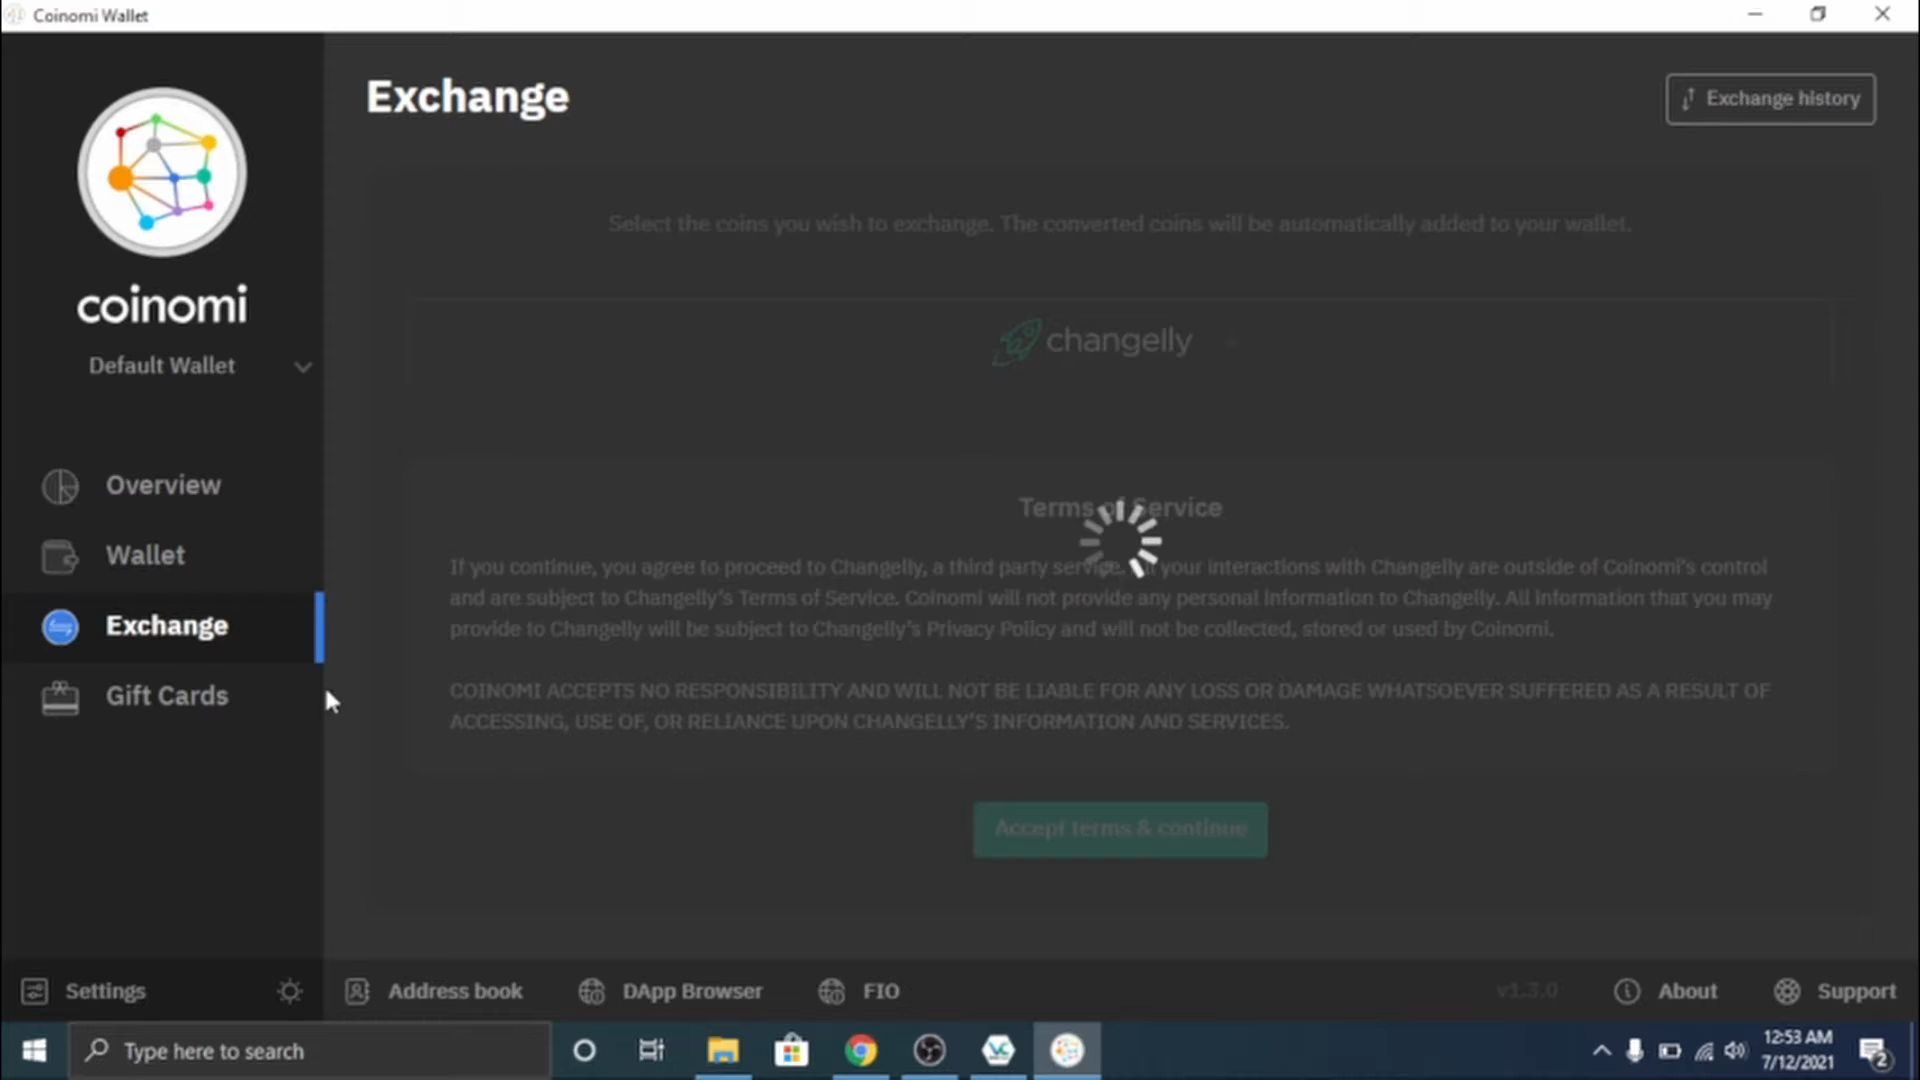 Coinomi Wallet
coinomi
Default Wallet
Overview
Wallet
Exchange
Gift Cards
Settings
Exchange
Exchange history
Select the coins you wish to exchange. The converted coins will be automatically added to your wallet.
changelly
Terms of Service
If you continue, you agree to proceed to Changelly, a third party service. All your interactions with Changelly are outside of Coinomi's control
and are subject to Changelly's Terms of Service. Coinomi will not provide any personal information to Changelly. All information that you may
provide to Changelly will be subject to Changelly's Privacy Policy and will not be collected, stored or used by Coinomi.
COINOMI ACCEPTS NO RESPONSIBILITY AND WILL NOT BE LIABLE FOR ANY LOSS OR DAMAGE WHATSOEVER SUFFERED AS A RESULT OF
ACCESSING, USE OF, OR RELIANCE UPON CHANGELLY'S INFORMATION AND SERVICES.
Accept terms & continue
Address book
DApp Browser
FIO
v1.3.0
About
Support
Type here to search
12:53 AM
7/12/2021
2